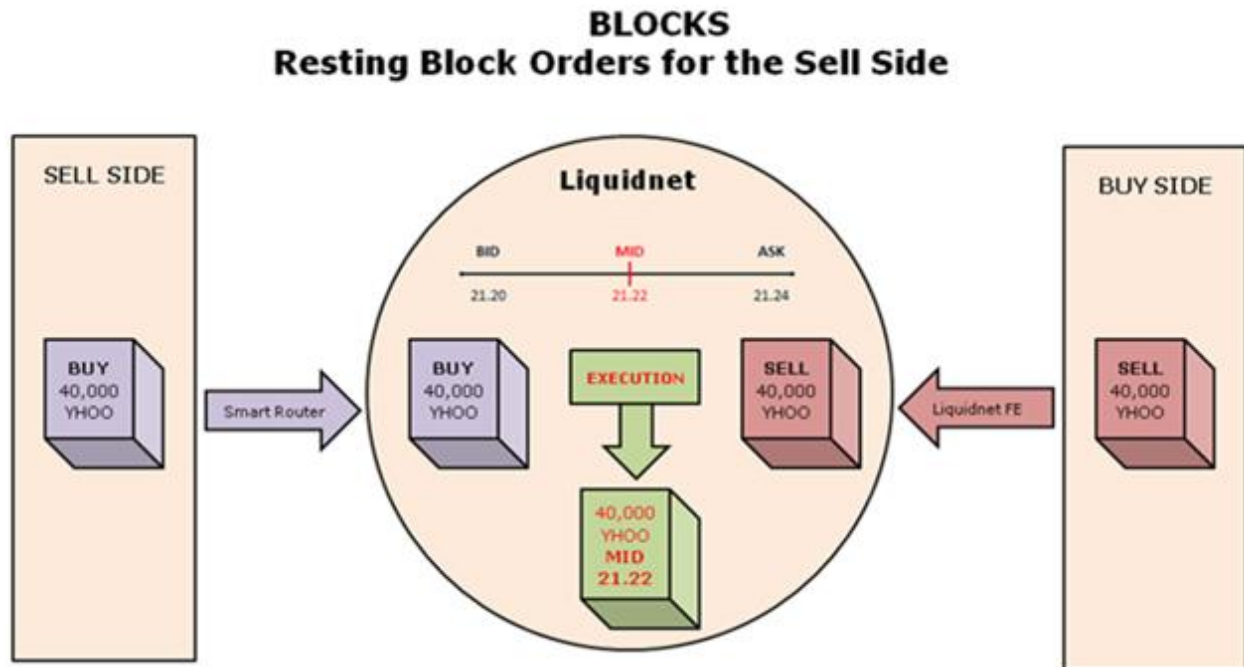 BLOCKS
Resting Block Orders for the Sell Side
SELL SIDE
BUY
40,000
YHOO
Smart Router
Liquidnet
BID
MID
ASK
21.20
21.22
21.24
BUY
40,000
YHOO
EXECUTION
SELL
40,000
YHOO
40,000
YHOO
MID
21.22
Liquidnet FE
BUY SIDE
SELL
40,000
YHOO